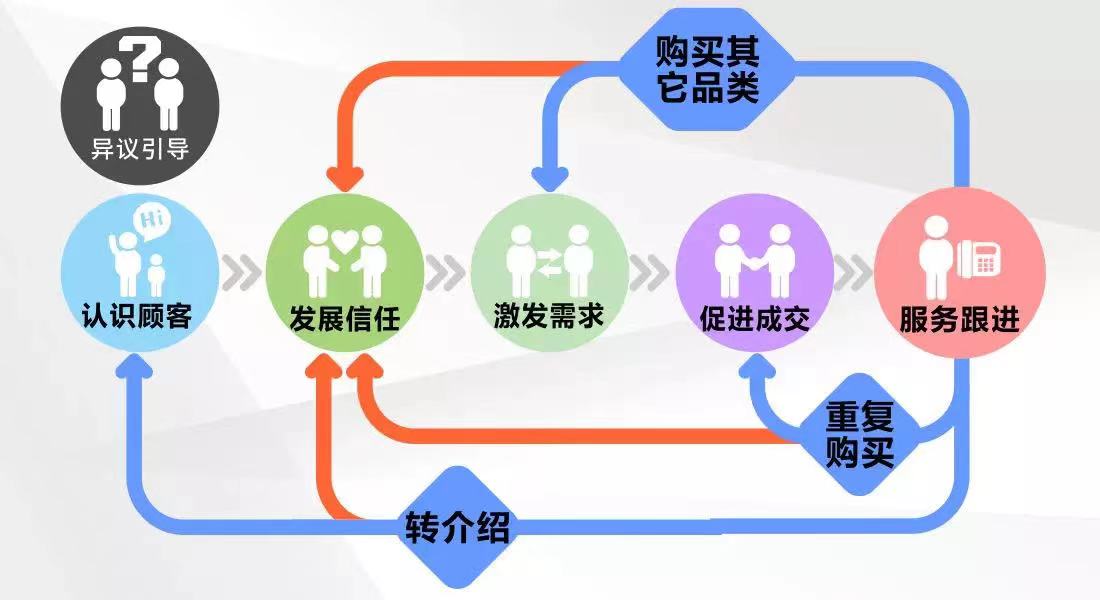 购买其
它品类
异议引导
Hi
认识顾客
发展信任
激发需求
促进成交
服务跟进
重复
购买
转介绍